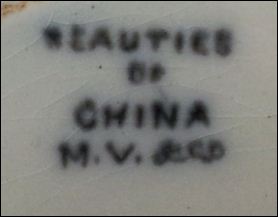 BEAUTIES
OF
CHINA
M.V. & CO